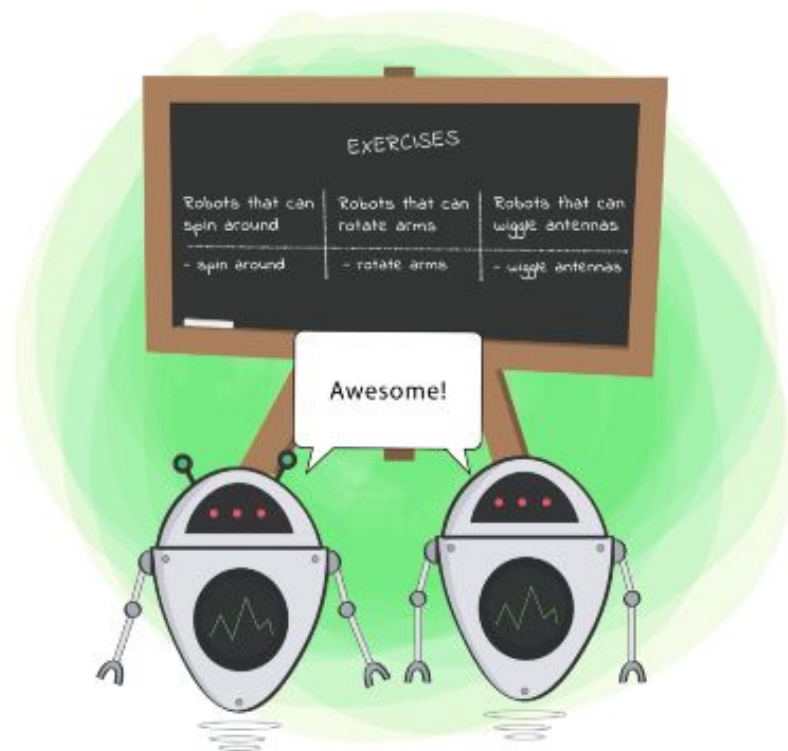 EXERCISES
Robots that can
spin around
- spin around
Robots that can
rotate arms
- rotate arms
Robots that can
wiggle antennas
- wiggle antennas
Awesome!